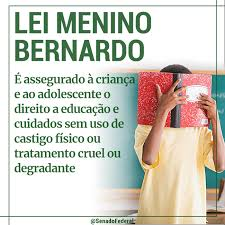 LEI MENINO
BERNARDO
É assegurado à criança
e ao adolescente o
direito a educação e
cuidados sem uso de
castigo físico ou
tratamento cruel ou
degradante
@SenadoFederal